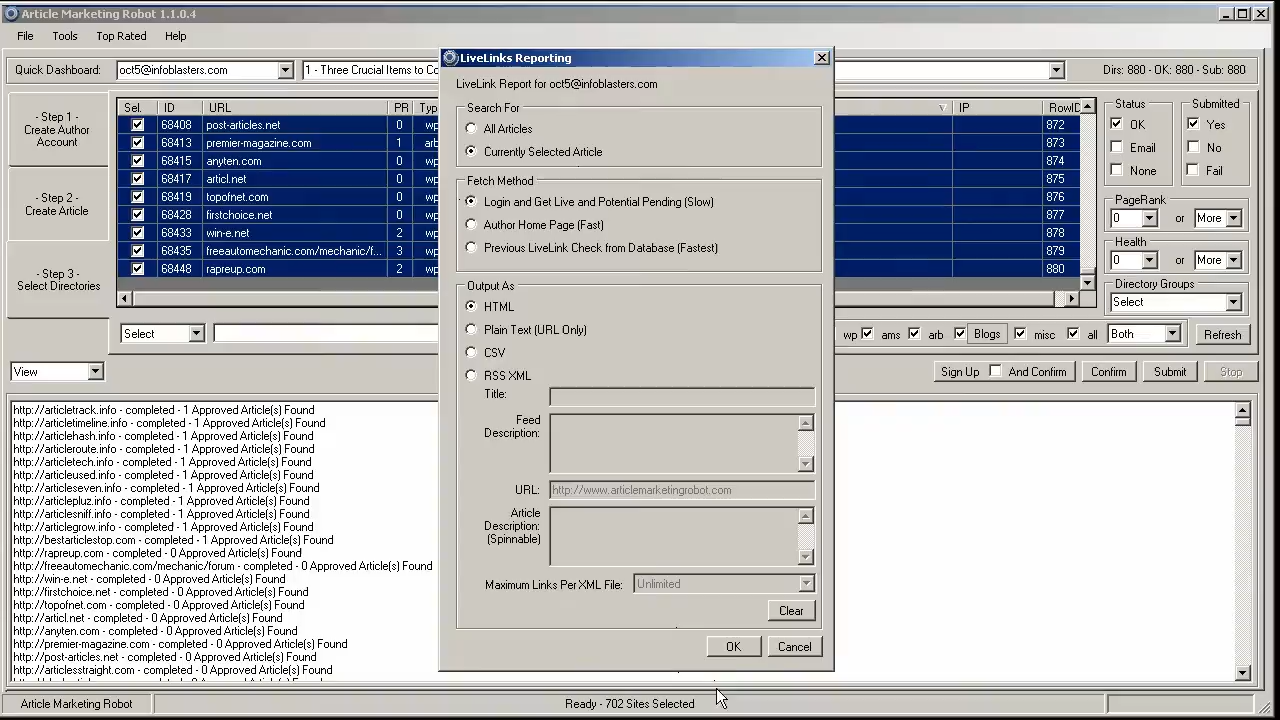 Article Marketing Robot 1.1.0.4
File Tools Top Rated Help
Quick Dashboard: oct5@infoblasters.com 1 - Three Crucial Items to Co Dirs: 880 - OK: 880 - Sub: 880
- Step 1 -
Create Author
Account
- Step 2 -
Create Article
- Step 3 -
Select Directories
Sel. ID URL PR Typ IP RowID
68408 post-articles.net 0 wp 872
68413 premier-magazine.com 1 arb 873
68415 anyten.com 0 wp 874
68417 articl.net 0 wp 875
68419 topofnet.com 0 wp 876
68428 firstchoice.net 0 wp 877
68433 win-e.net 2 wp 878
68435 freeautomechanic.com/mechanic/f... 3 wp 879
68448 rapreup.com 2 wp 880
Status Submitted
OK Yes
Email No
None Fail
PageRank
0 or More
Health
0 or More
Directory Groups
Select
Select wp ams arb Blogs misc all Both Refresh
View Sign Up And Confirm Confirm Submit Stop
LiveLinks Reporting
LiveLink Report for oct5@infoblasters.com
Search For
All Articles
Currently Selected Article
Fetch Method
Login and Get Live and Potential Pending (Slow)
Author Home Page (Fast)
Previous LiveLink Check from Database (Fastest)
Output As
HTML
Plain Text (URL Only)
CSV
RSS XML
Title:
Feed
Description:
URL: http://www.articlemarketingrobot.com
Article
Description:
(Spinnable)
Maximum Links Per XML File: Unlimited
Clear
OK Cancel
http://articletrack.info - completed - 1 Approved Article(s) Found
http://articletimeline.info - completed - 1 Approved Article(s) Found
http://articlehash.info - completed - 1 Approved Article(s) Found
http://articleroute.info - completed - 1 Approved Article(s) Found
http://articletech.info - completed - 1 Approved Article(s) Found
http://articleused.info - completed - 1 Approved Article(s) Found
http://articleseven.info - completed - 1 Approved Article(s) Found
http://articlepluz.info - completed - 1 Approved Article(s) Found
http://articlesniff.info - completed - 1 Approved Article(s) Found
http://articlegrow.info - completed - 1 Approved Article(s) Found
http://bestarticlestop.com - completed - 1 Approved Article(s) Found
http://rapreup.com - completed - 0 Approved Article(s) Found
http://freeautomechanic.com/mechanic/forum - completed - 0 Approved Article(s) Found
http://win-e.net - completed - 0 Approved Article(s) Found
http://firstchoice.net - completed - 0 Approved Article(s) Found
http://topofnet.com - completed - 0 Approved Article(s) Found
http://articl.net - completed - 0 Approved Article(s) Found
http://anyten.com - completed - 0 Approved Article(s) Found
http://premier-magazine.com - completed - 0 Approved Article(s) Found
http://post-articles.net - completed - 0 Approved Article(s) Found
http://articlesstraight.com - completed - 0 Approved Article(s) Found
Article Marketing Robot Ready - 702 Sites Selected